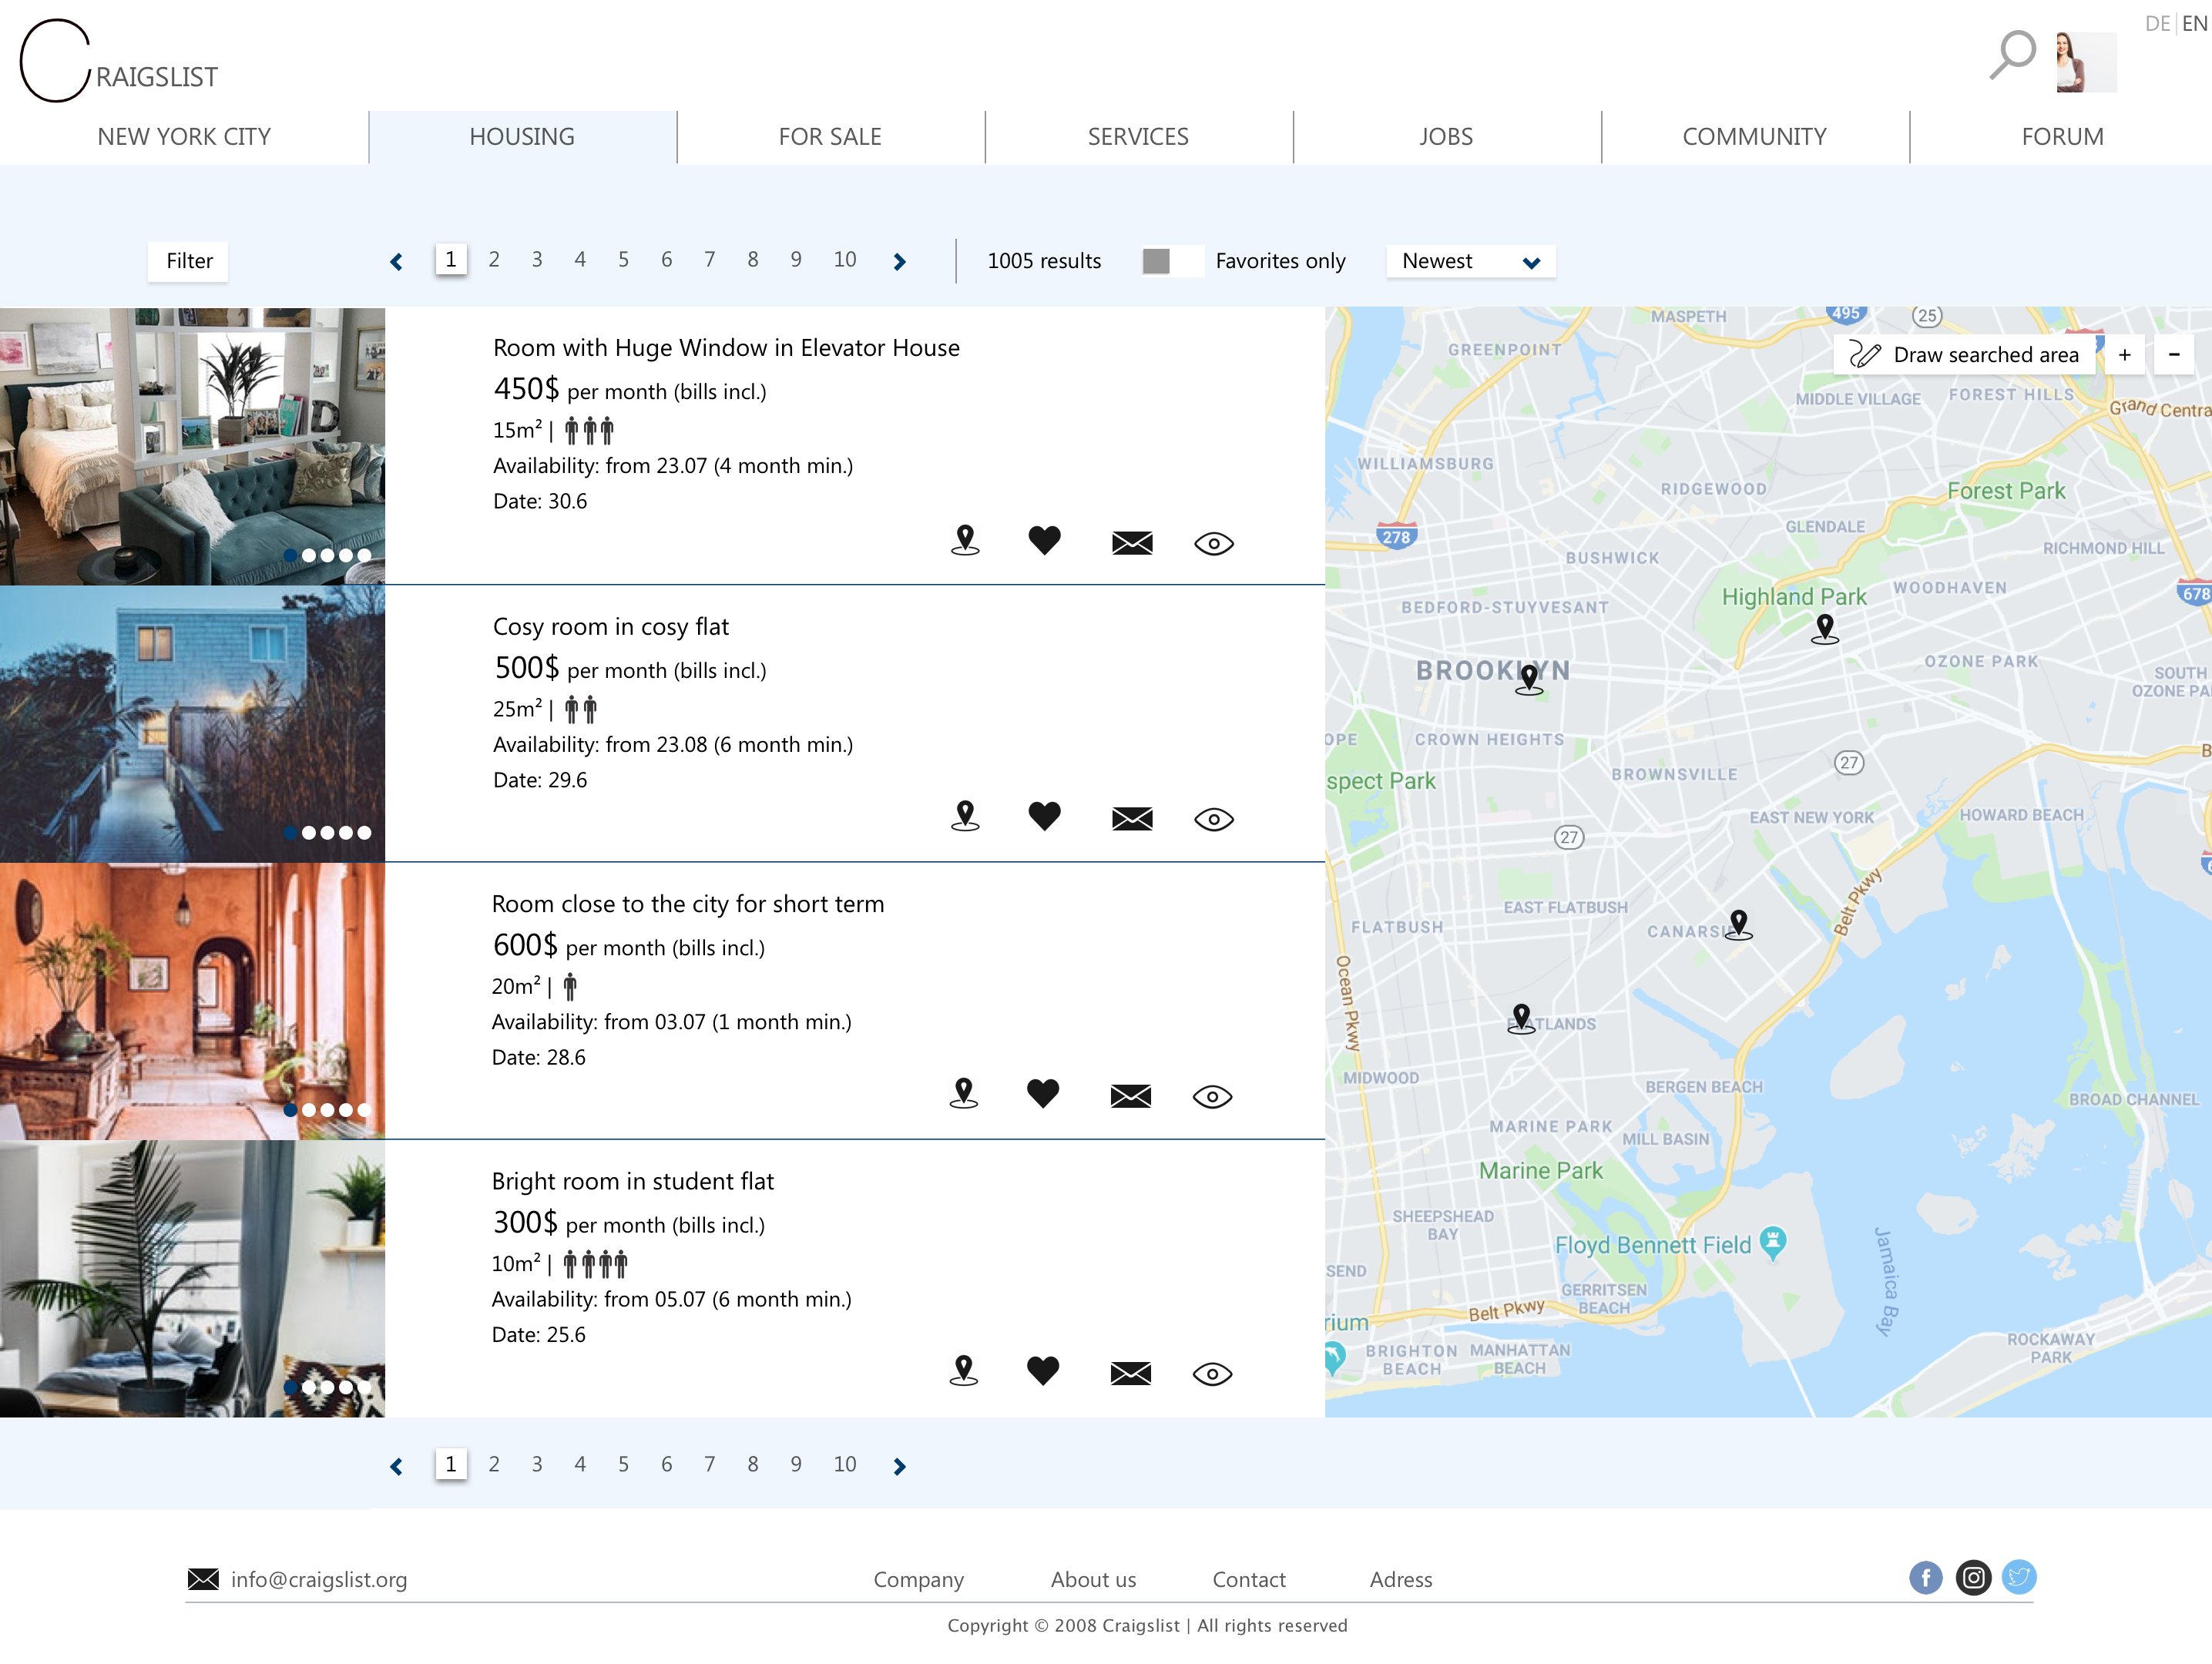 DE | EN
CRAIGSLIST
NEW YORK CITY
HOUSING
FOR SALE
SERVICES
JOBS
COMMUNITY
FORUM
Filter
1 2 3 4 5 6 7 8 9 10
1005 results
Favorites only
Newest
Room with Huge Window in Elevator House
450$ per month (bills incl.)
15m² |
Availability: from 23.07 (4 month min.)
Date: 30.6
Cosy room in cosy flat
500$ per month (bills incl.)
25m² |
Availability: from 23.08 (6 month min.)
Date: 29.6
Room close to the city for short term
600$ per month (bills incl.)
20m² |
Availability: from 03.07 (1 month min.)
Date: 28.6
Bright room in student flat
300$ per month (bills incl.)
10m² |
Availability: from 05.07 (6 month min.)
Date: 25.6
MASPETH
495
25
GREENPOINT
Draw searched area
+
-
MIDDLE VILLAGE
FOREST HILLS
Grand Centra
WILLIAMSBURG
RIDGEWOOD
Forest Park
278
GLENDALE
BUSHWICK
RICHMOND HILL
Highland Park
WOODHAVEN
678
BEDFORD-STUYVESANT
BROOKLYN
OZONE PARK
SOUTH
OZONE PA
OPE
CROWN HEIGHTS
B
27
spect Park
BROWNSVILLE
EAST NEW YORK
HOWARD BEACH
27
Belt Pkwy
EAST FLATBUSH
FLATBUSH
CANARSIE
Ocean Pkwy
FLATLANDS
MIDWOOD
BERGEN BEACH
BROAD CHANNEL
MARINE PARK
MILL BASIN
Marine Park
SHEEPSHEAD
BAY
Floyd Bennett Field
Jamaica Bay
SEND
GERRITSEN
BEACH
Belt Pkwy
rium
BRIGHTON
BEACH
MANHATTAN
BEACH
ROCKAWAY
PARK
1 2 3 4 5 6 7 8 9 10
info@craigslist.org
Company
About us
Contact
Adress
Copyright © 2008 Craigslist | All rights reserved